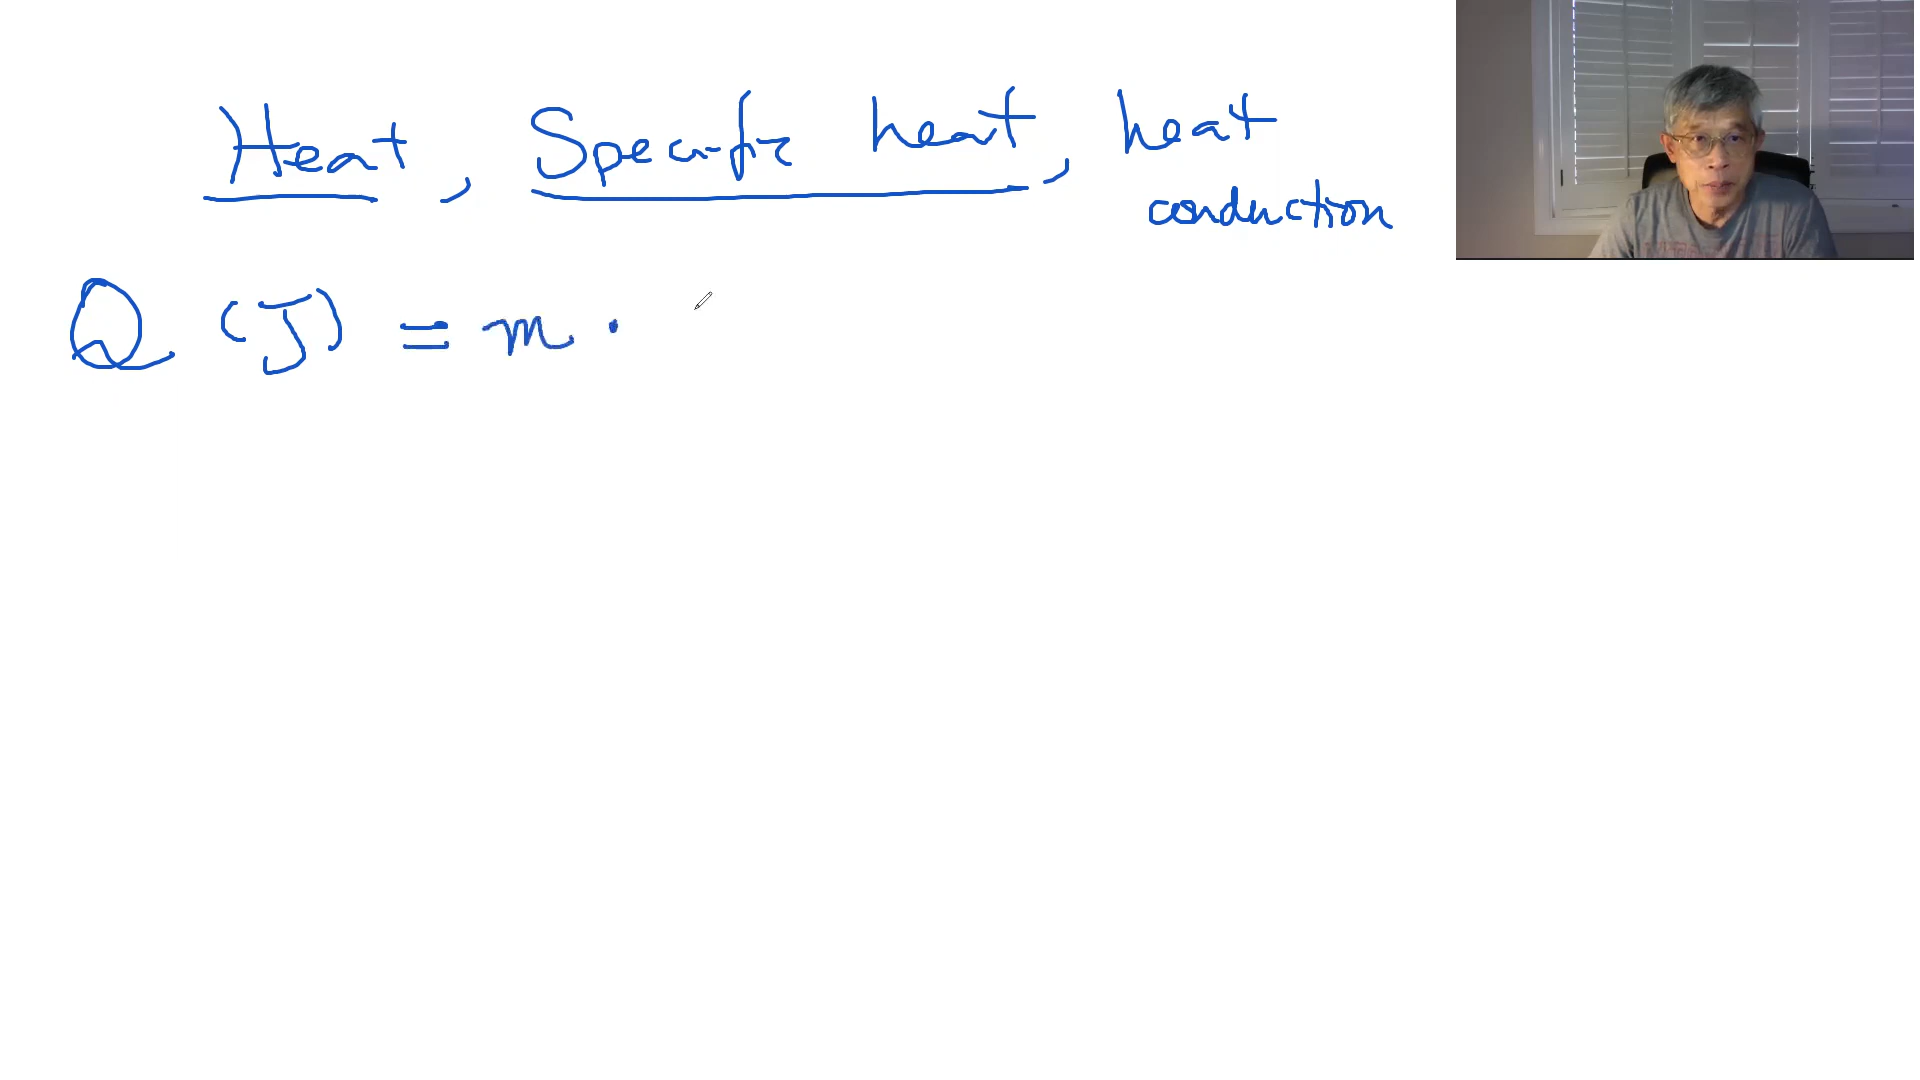 Heat, Specific heat, heat
conduction
Q (J) = m ·